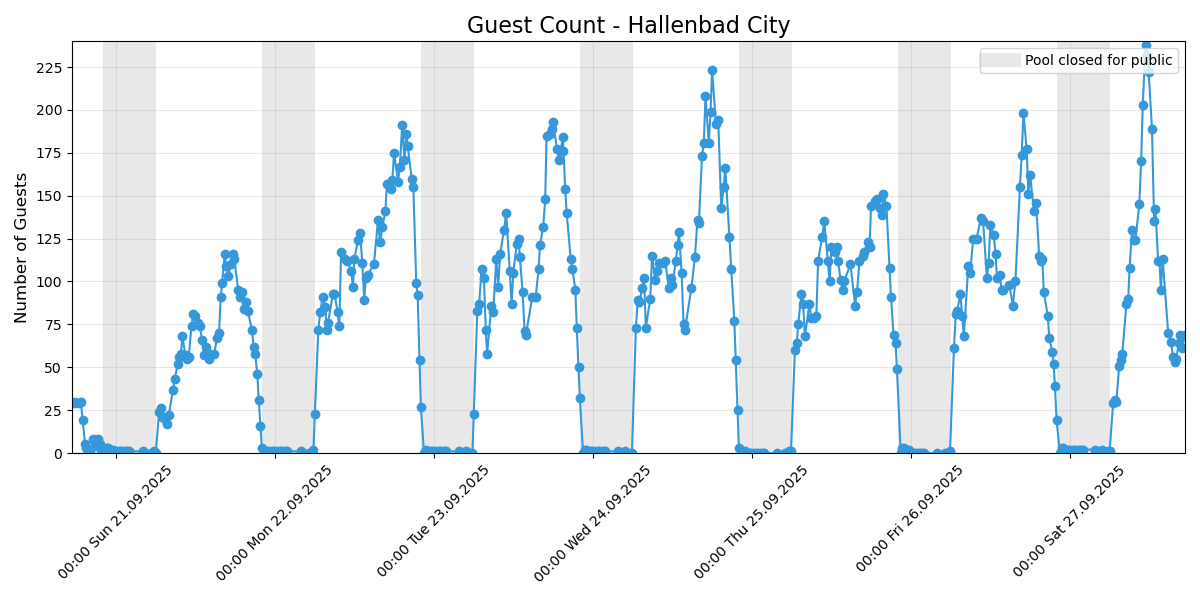 Guest Count - Hallenbad City
Pool closed for public
Number of Guests
225
200
175
150
125
100
75
50
25
0
00:00 Sun 21.09.2025
00:00 Mon 22.09.2025
00:00 Tue 23.09.2025
00:00 Wed 24.09.2025
00:00 Thu 25.09.2025
00:00 Fri 26.09.2025
00:00 Sat 27.09.2025